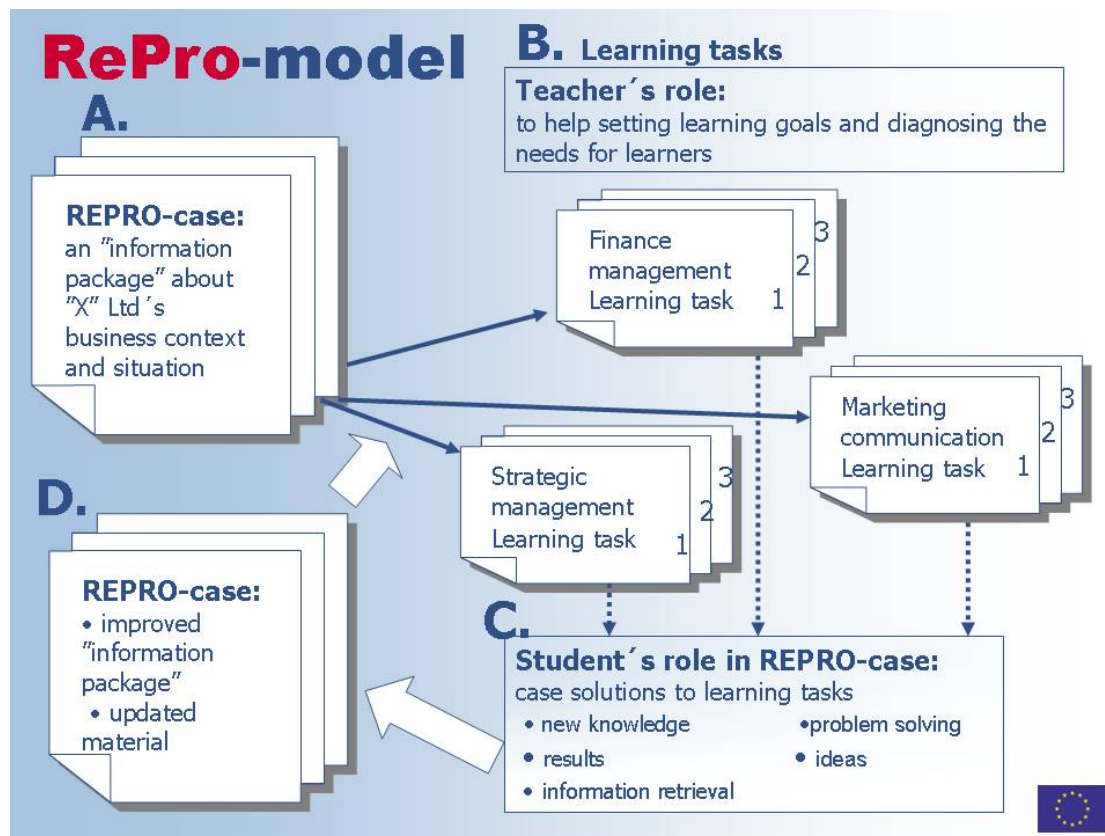 RePro-model
A.
REPRO-case:
an ”information
package” about
”X” Ltd´s
business context
and situation
B. Learning tasks
Teacher´s role:
to help setting learning goals and diagnosing the
needs for learners
Finance
management
Learning task 1
2
3
Marketing
communication
Learning task 1
2
3
Strategic
management
Learning task 1
2
3
C.
Student´s role in REPRO-case:
case solutions to learning tasks
• new knowledge •problem solving
• results • ideas
• information retrieval
D.
REPRO-case:
• improved
”information
package”
• updated
material